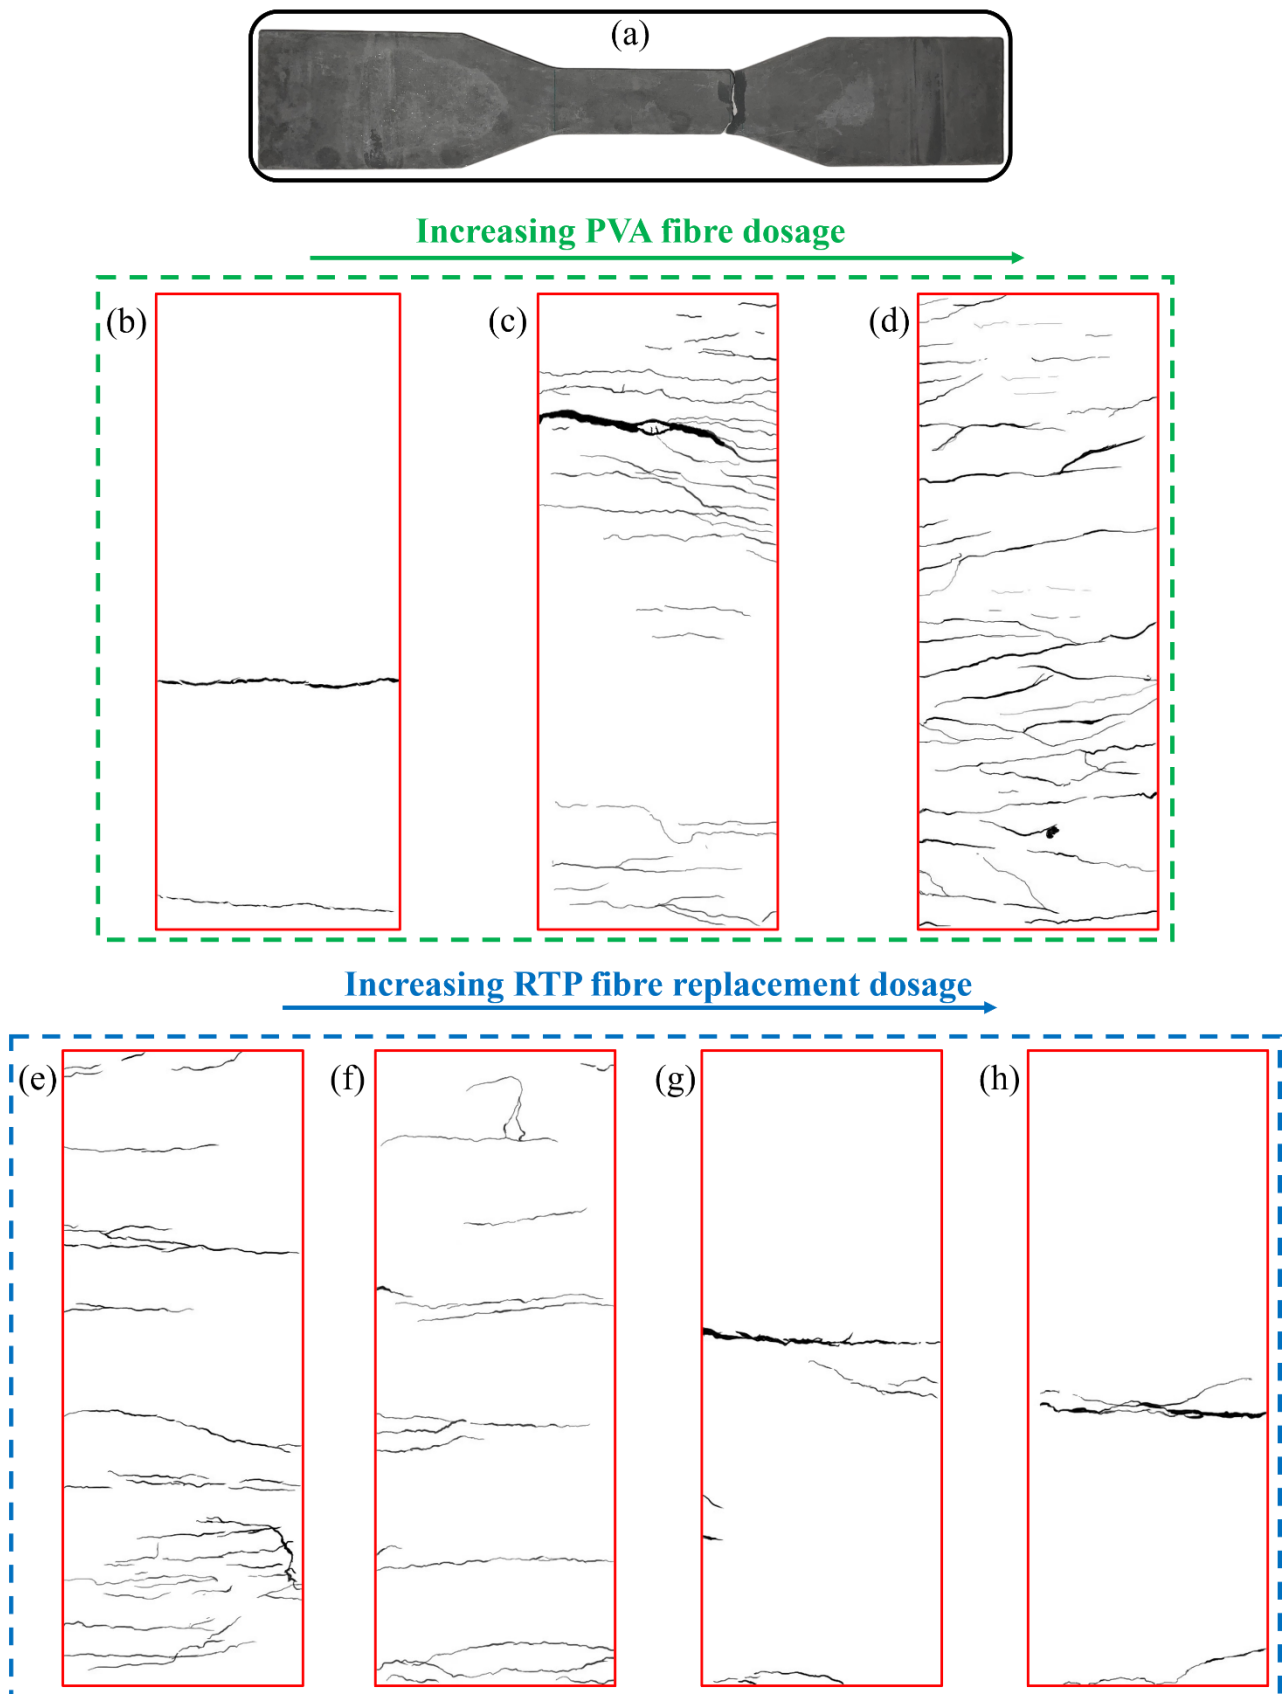 (a)
Increasing PVA fibre dosage
(b)
(c)
(d)
Increasing RTP fibre replacement dosage
(e)
(f)
(g)
(h)